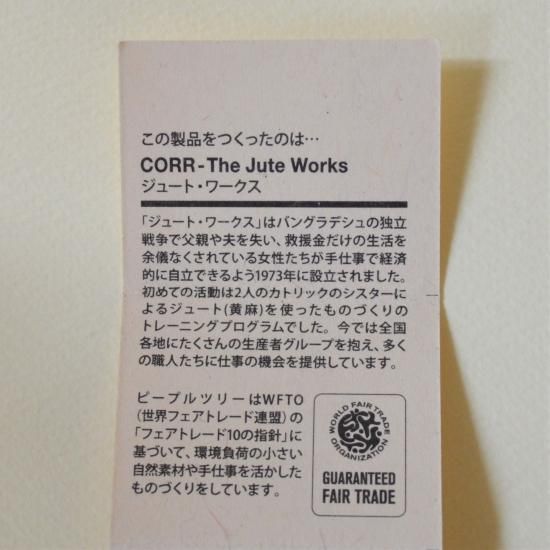 この製品をつくったのは…
CORR-The Jute Works
ジュート・ワークス
「ジュート・ワークス」はバングラデシュの独立
戦争で父親や夫を失い、救援金だけの生活を
余儀なくされている女性たちが手仕事で経済
的に自立できるよう1973年に設立されました。
初めての活動は2人のカトリックのシスターに
よるジュート(黄麻)を使ったものづくりの
トレーニングプログラムでした。今では全国
各地にたくさんの生産者グループを抱え、多く
の職人たちに仕事の機会を提供しています。
ピープルツリーはWFTO
（世界フェアトレード連盟）の
「フェアトレード10の指針」に
基づいて、環境負荷の小さい
自然素材や手仕事を活かした
ものづくりをしています。
WORLD FAIR TRADE
ORGANIZATION
GUARANTEED
FAIR TRADE